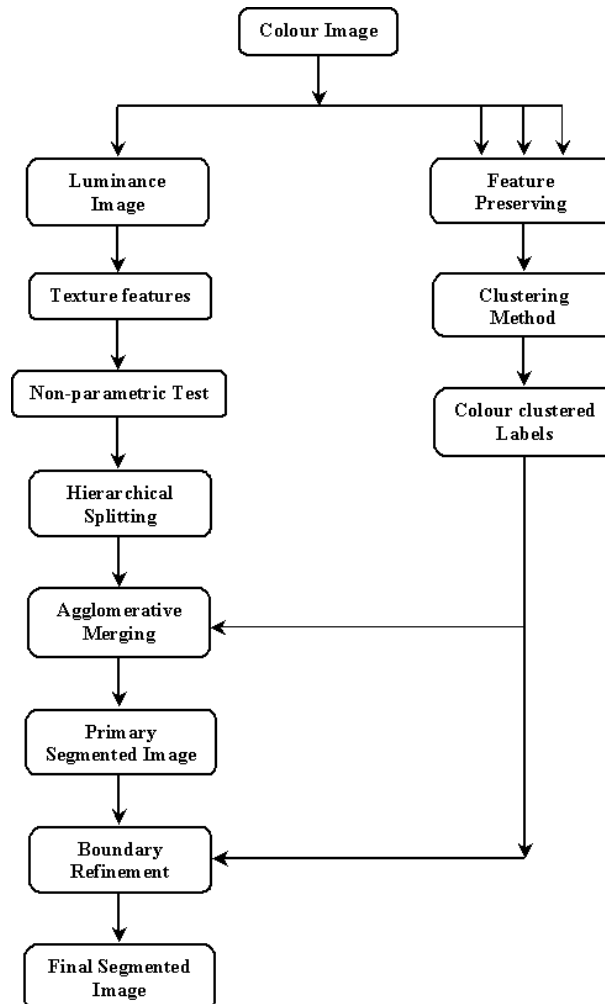 Colour Image
Luminance
Image
Feature
Preserving
Texture features
Clustering
Method
Non-parametric Test
Colour clustered
Labels
Hierarchical
Splitting
Agglomerative
Merging
Primary
Segmented Image
Boundary
Refinement
Final Segmented
Image